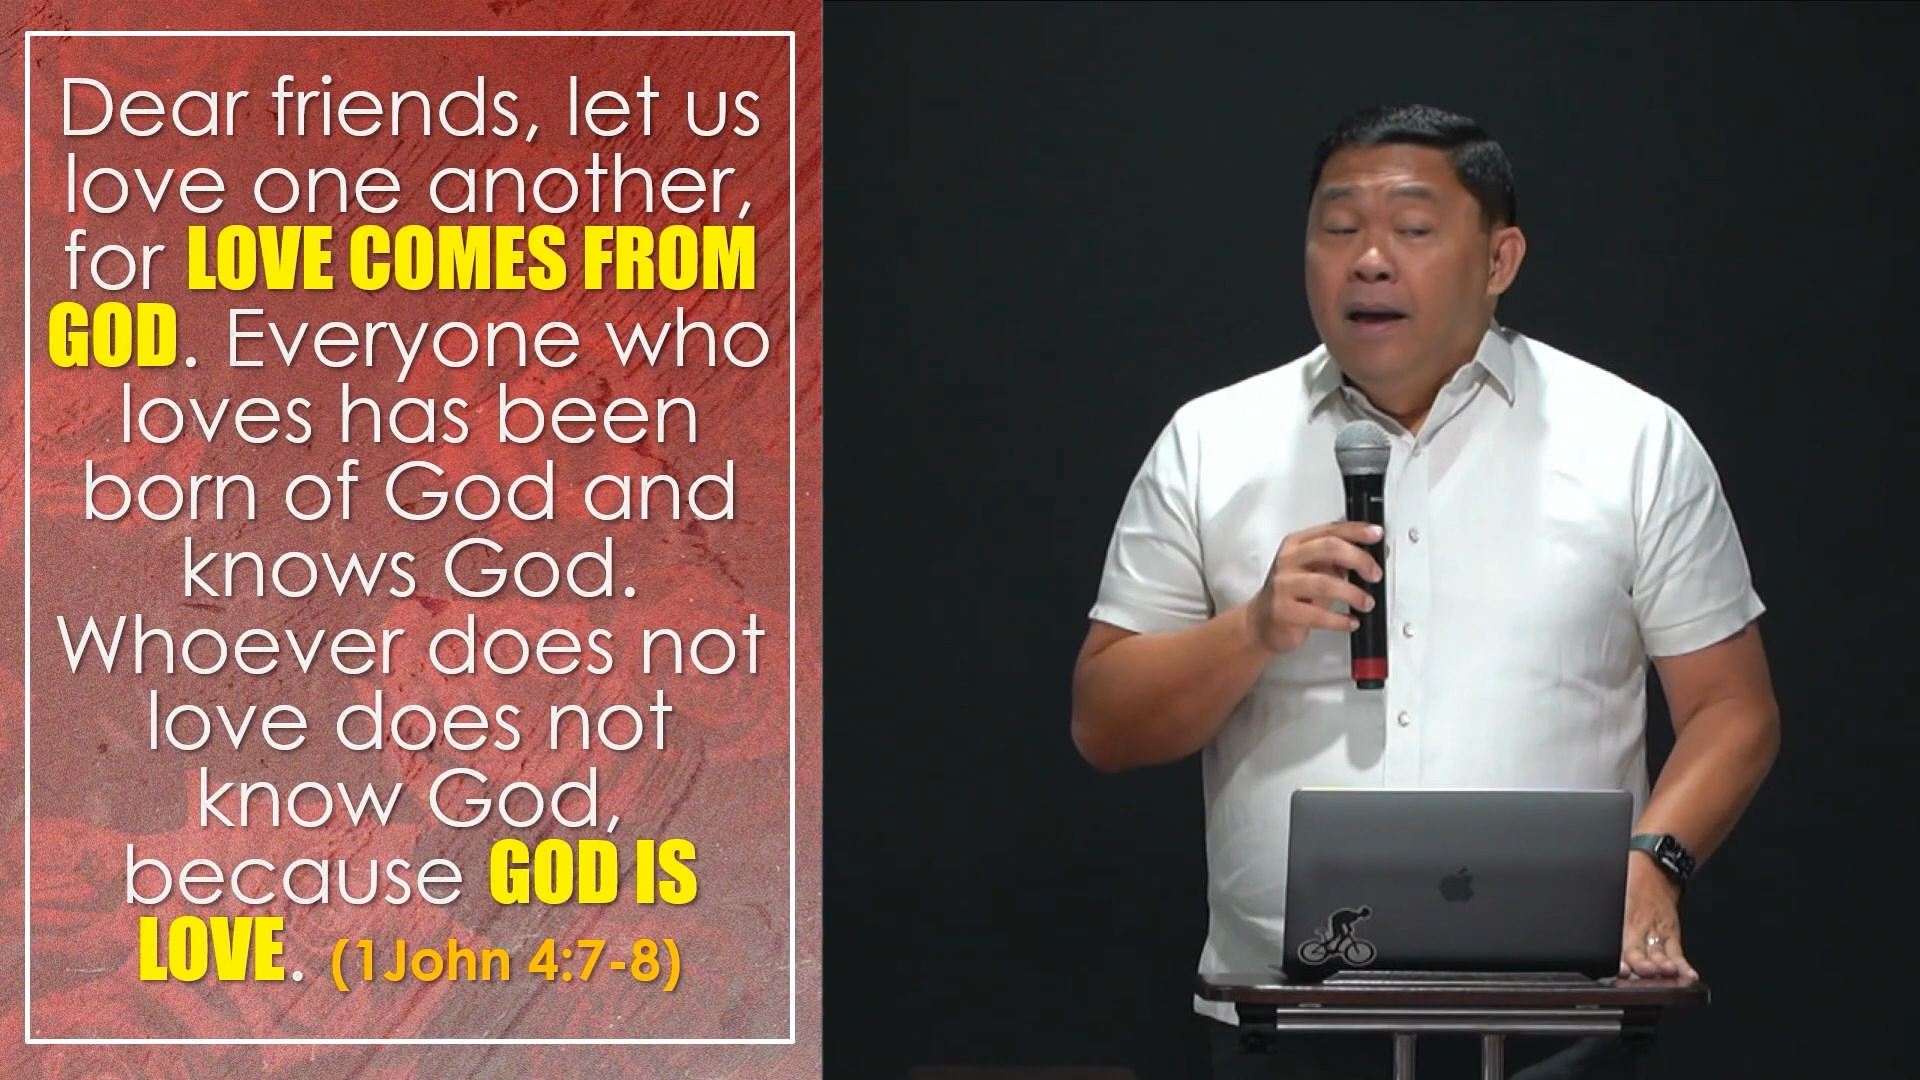 Dear friends, let us
love one another,
for LOVE COMES FROM
GOD. Everyone who
loves has been
born of God and
knows God.
Whoever does not
love does not
know God,
because GOD IS
LOVE. (1John 4:7-8)